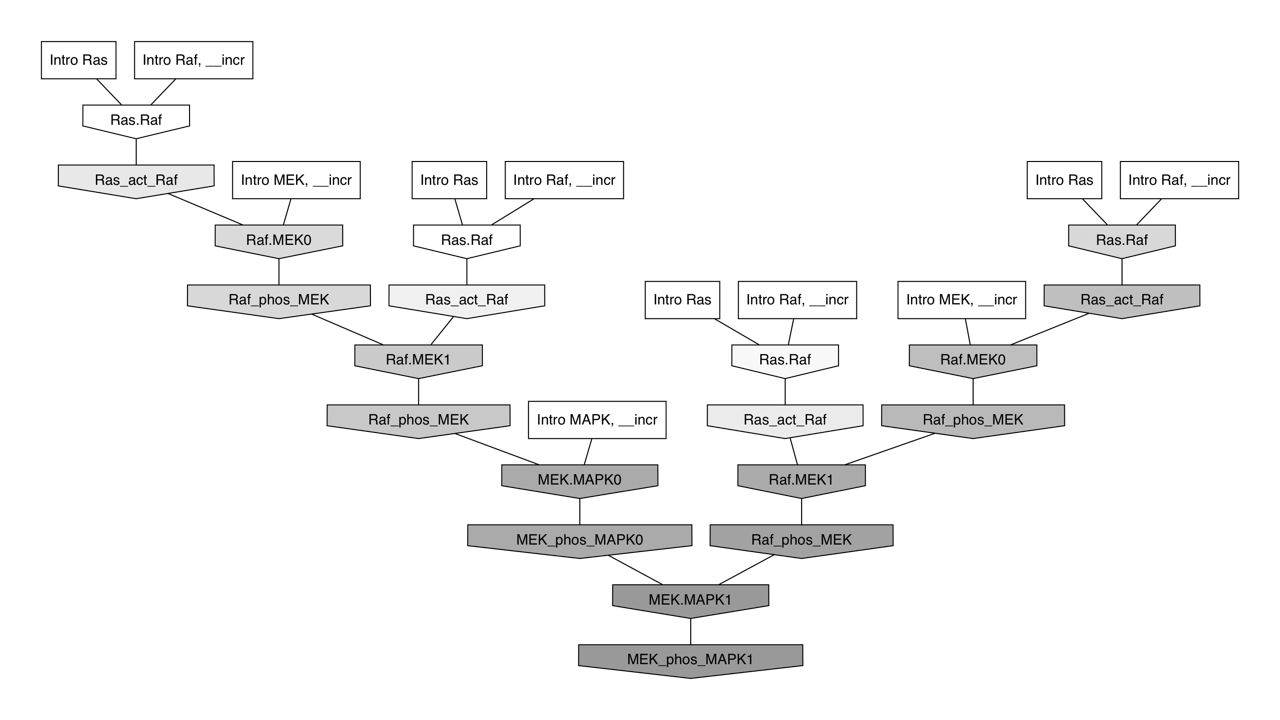 Intro Ras
Intro Raf, __incr
Ras.Raf
Ras_act_Raf
Intro MEK, __incr
Intro Ras
Intro Raf, __incr
Intro Ras
Intro Raf, __incr
Raf.MEK0
Ras.Raf
Ras.Raf
Raf_phos_MEK
Ras_act_Raf
Intro Ras
Intro Raf, __incr
Intro MEK, __incr
Ras_act_Raf
Raf.MEK1
Ras.Raf
Raf.MEK0
Raf_phos_MEK
Intro MAPK, __incr
Ras_act_Raf
Raf_phos_MEK
MEK.MAPK0
Raf.MEK1
MEK_phos_MAPK0
Raf_phos_MEK
MEK.MAPK1
MEK_phos_MAPK1